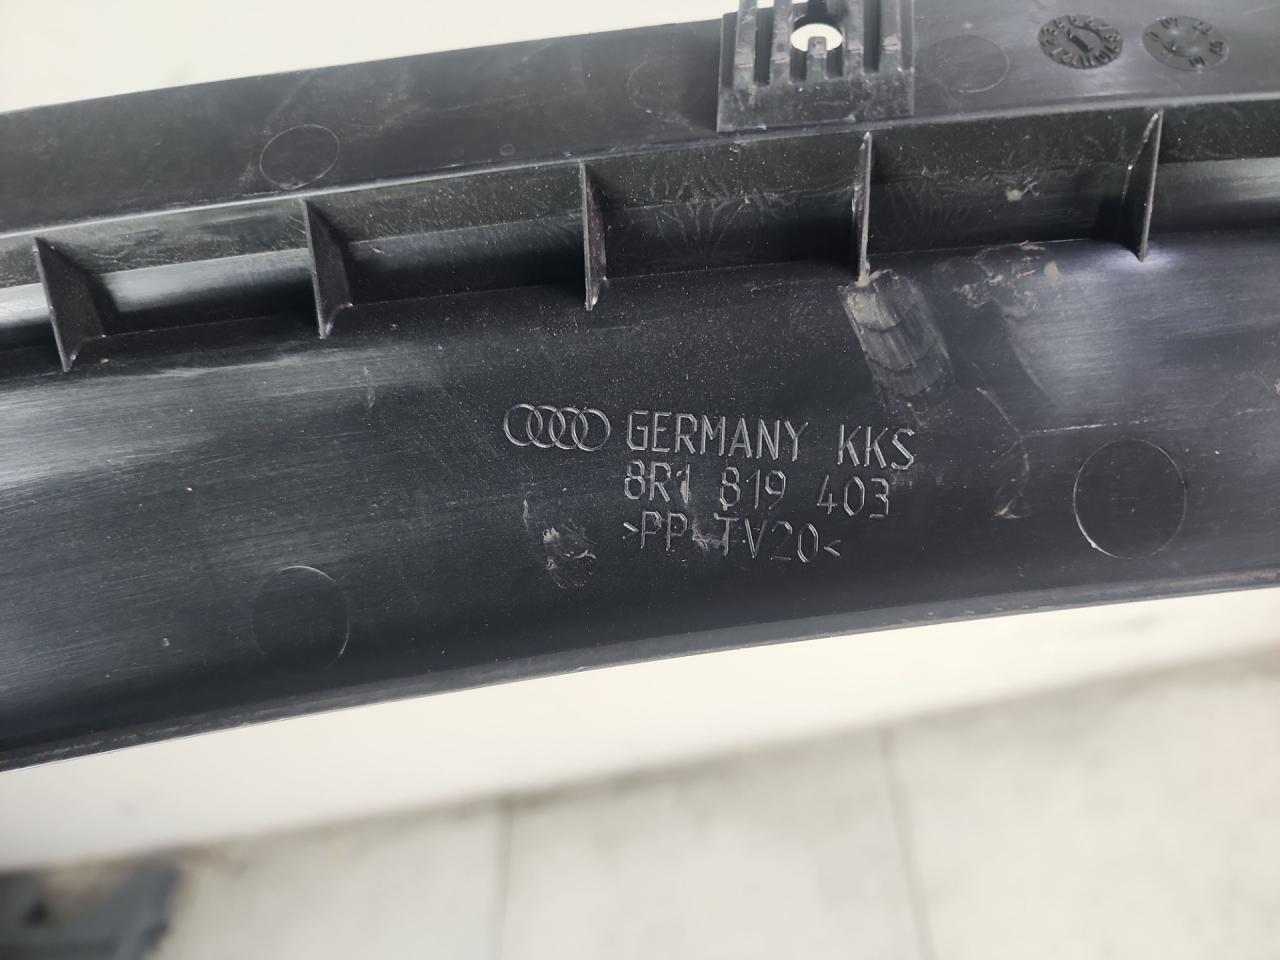 GERMANY KKS
8R1 819 403
>PP-TV20<